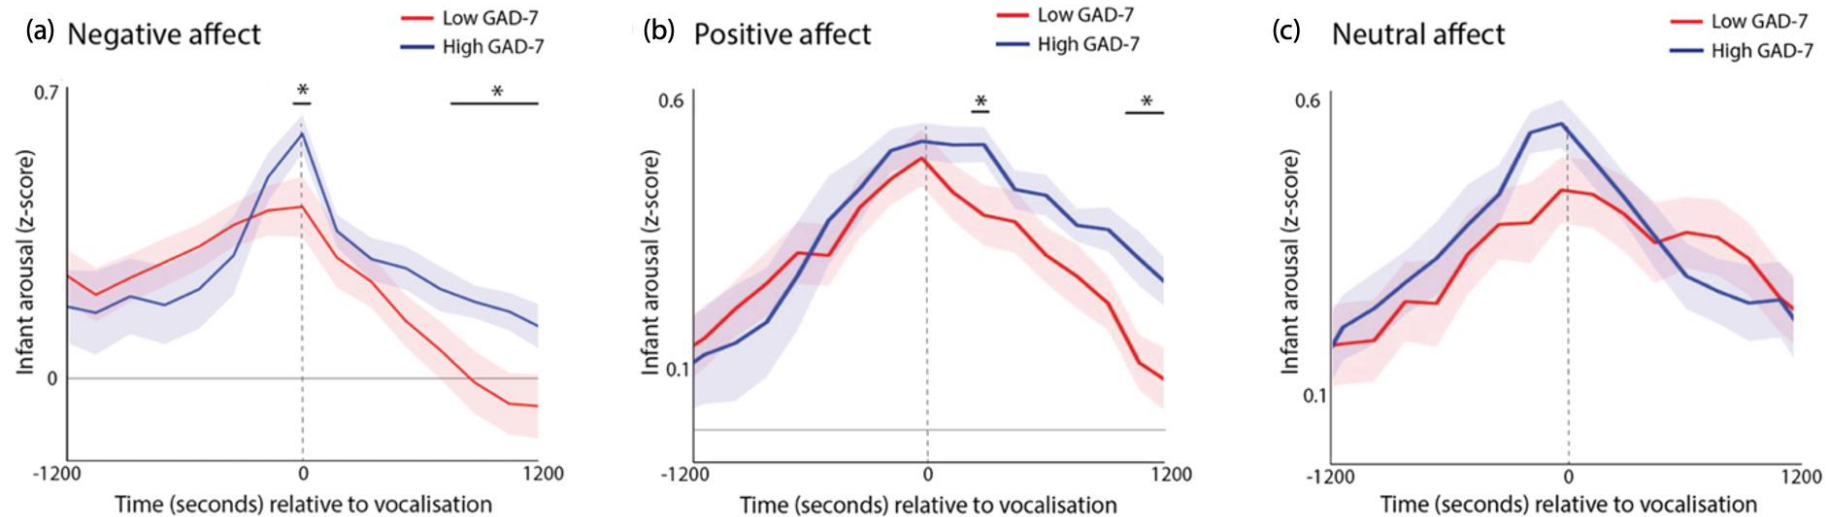 (a) Negative affect
Low GAD-7
High GAD-7
*
*
0.7
0
Infant arousal (z-score)
-1200
0
1200
Time (seconds) relative to vocalisation
(b) Positive affect
Low GAD-7
High GAD-7
*
*
0.6
0.1
Infant arousal (z-score)
-1200
0
1200
Time (seconds) relative to vocalisation
(c) Neutral affect
Low GAD-7
High GAD-7
0.6
0.1
Infant arousal (z-score)
-1200
0
1200
Time (seconds) relative to vocalisation